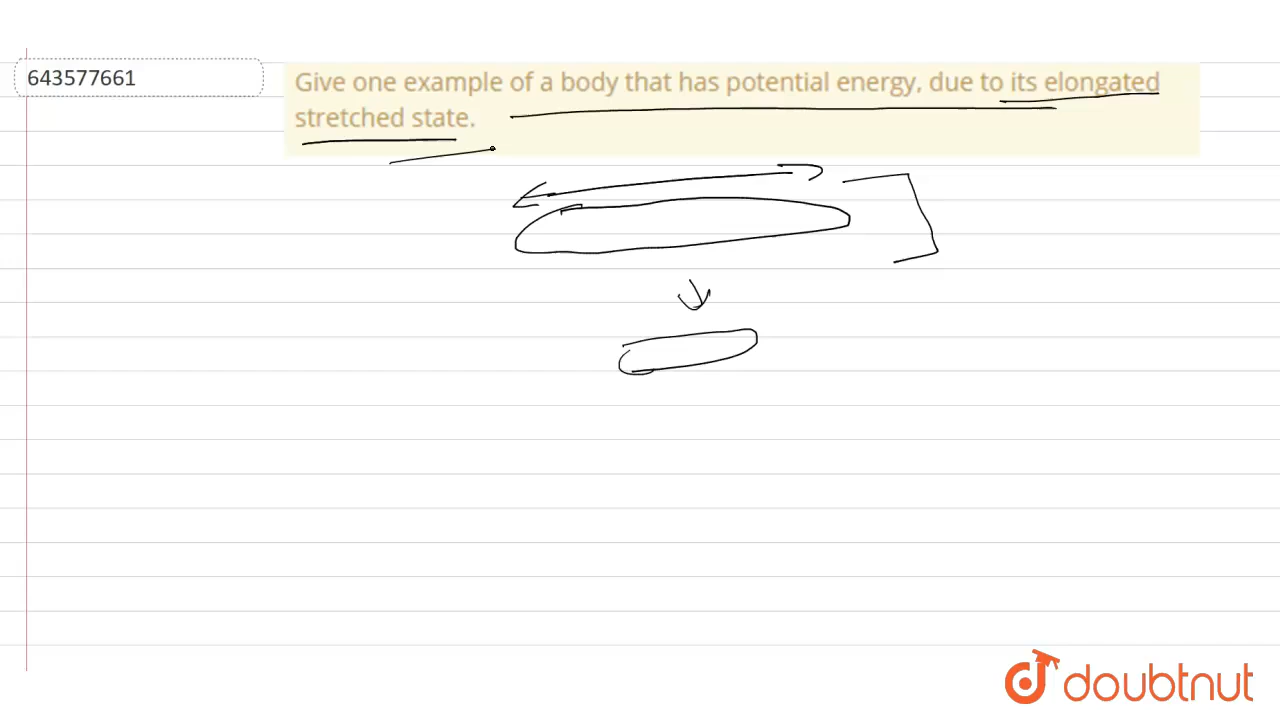 643577661
Give one example of a body that has potential energy, due to its elongated
stretched state.
doubtnut